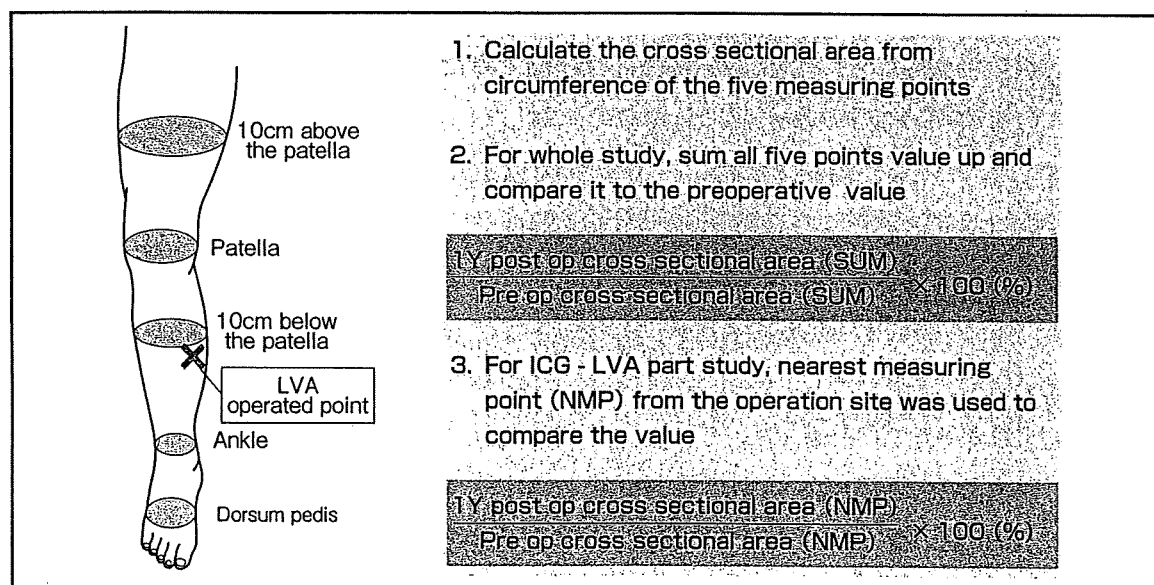 10cm above
the patella
Patella
10cm below
the patella
LVA
operated point
Ankle
Dorsum pedis
1. Calculate the cross sectional area from
circumference of the five measuring points
2. For whole study, sum all five points value up and
compare it to the preoperative value
1Y post op cross sectional area (SUM)
Pre op cross sectional area (SUM)
× 100 (%)
3. For ICG - LVA part study, nearest measuring
point (NMP) from the operation site was used to
compare the value
1Y post op cross sectional area (NMP)
Pre op cross sectional area (NMP)
× 100 (%)